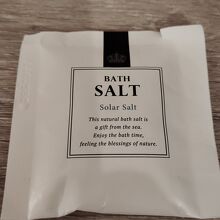 BATH
SALT
Solar Salt
This natural bath salt is
a gift from the sea.
Enjoy the bath time,
feeling the blessings of nature.